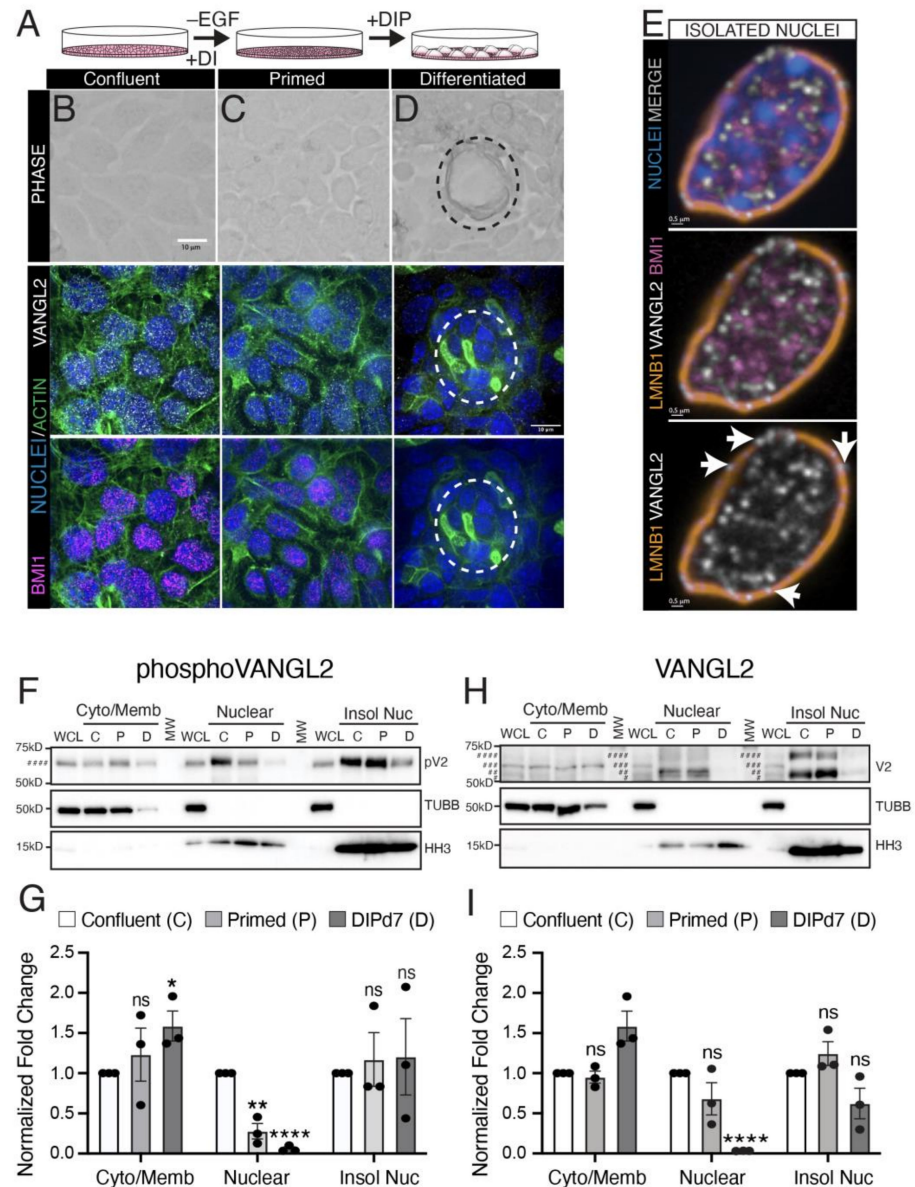 A
–EGF
+DI
+DIP
Confluent
Primed
Differentiated
B
C
D
PHASE
10 µm
NUCLEI/ACTIN
VANGL2
BMI1
10 µm
E
ISOLATED NUCLEI
NUCLEI MERGE
0.5 µm
LMNB1 VANGL2 BMI1
0.5 µm
LMNB1 VANGL2
0.5 µm
F
phosphoVANGL2
Cyto/Memb
Nuclear
Insol Nuc
WCL C P D MW WCL C P D MW WCL C P D
75kD
####
50kD
pV2
50kD
TUBB
15kD
HH3
H
VANGL2
Cyto/Memb
Nuclear
Insol Nuc
WCL C P D MW WCL C P D MW WCL C P D
75kD
####
###
##
#
50kD
####
###
##
#
####
###
##
#
V2
50kD
TUBB
15kD
HH3
G
Confluent (C) Primed (P) DIPd7 (D)
Normalized Fold Change
2.5
2.0
1.5
1.0
0.5
0.0
ns * ** **** ns ns
Cyto/Memb Nuclear Insol Nuc
I
Confluent (C) Primed (P) DIPd7 (D)
Normalized Fold Change
2.5
2.0
1.5
1.0
0.5
0.0
ns ns **** ns ns
Cyto/Memb Nuclear Insol Nuc